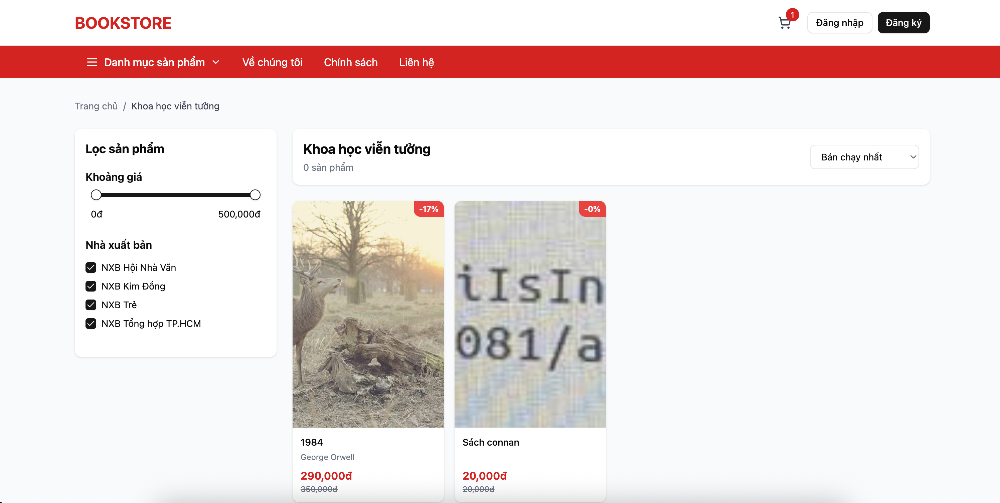 BOOKSTORE
1
Đăng nhập
Đăng ký
Danh mục sản phẩm
Về chúng tôi
Chính sách
Liên hệ
Trang chủ / Khoa học viễn tưởng
Lọc sản phẩm
Khoảng giá
0đ
500,000đ
Nhà xuất bản
NXB Hội Nhà Văn
NXB Kim Đồng
NXB Trẻ
NXB Tổng hợp TP.HCM
Khoa học viễn tưởng
0 sản phẩm
Bán chạy nhất
-17%
1984
George Orwell
290,000đ
350,000đ
-0%
iIsIn
081/a
Sách connan
20,000đ
20,000đ